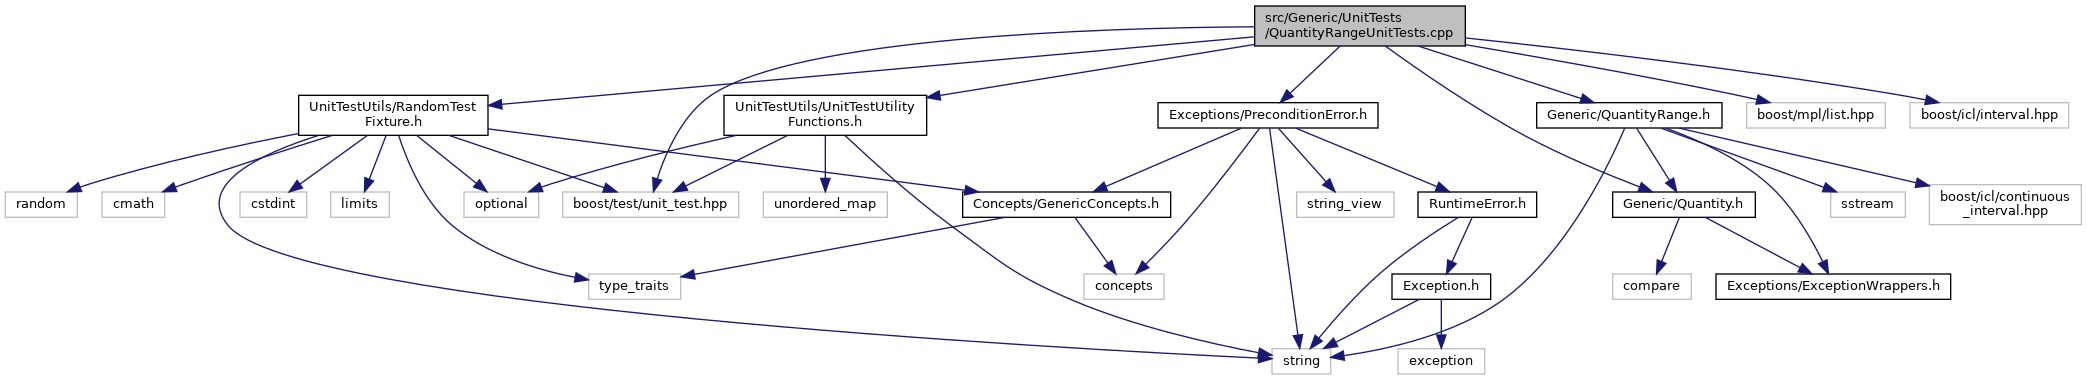 src/Generic/UnitTests
/QuantityRangeUnitTests.cpp
UnitTestUtils/RandomTest
Fixture.h
UnitTestUtils/UnitTestUtility
Functions.h
Exceptions/PreconditionError.h
Generic/QuantityRange.h
boost/mpl/list.hpp
boost/icl/interval.hpp
random
cmath
cstdint
limits
optional
boost/test/unit_test.hpp
unordered_map
Concepts/GenericConcepts.h
string_view
RuntimeError.h
Generic/Quantity.h
sstream
boost/icl/continuous
_interval.hpp
type_traits
concepts
Exception.h
compare
Exceptions/ExceptionWrappers.h
string
exception